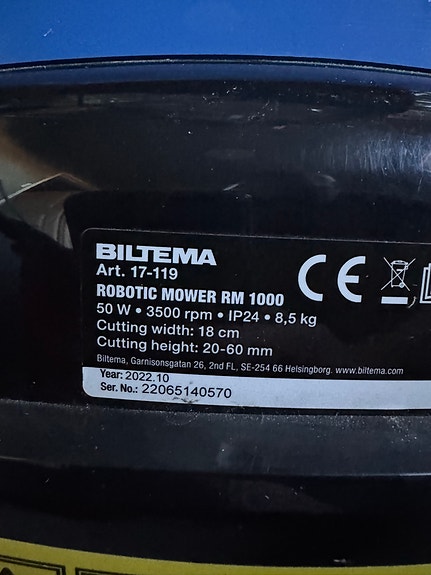 BILTEMA
Art. 17-119
ROBOTIC MOWER RM 1000
50 W • 3500 rpm • IP24 • 8,5 kg
Cutting width: 18 cm
Cutting height: 20-60 mm
Biltema, Garnisonsgatan 26, 2nd FL, SE-254 66 Helsingborg. www.biltema.com
Year: 2022.10
Ser. No.: 22065140570
CE